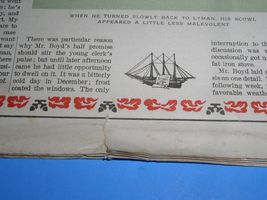 WHEN HE TURNED SLOWLY BACK TO LYMAN, HIS SCOWL
APPEARED A LITTLE LESS MALEVOLENT
There was particular reason
why Mr. Boyd's half promise
should stir the young clerk's
pulse; but until later afternoon
came he had little opportunity
to dwell on it. It was a bitterly
cold day in December; frost
coated the windows. The
interruption to th
discussion was
occasionally got u
fat iron stove.
Mr. Boyd laid
s on one detail.
following week,
favorable weath